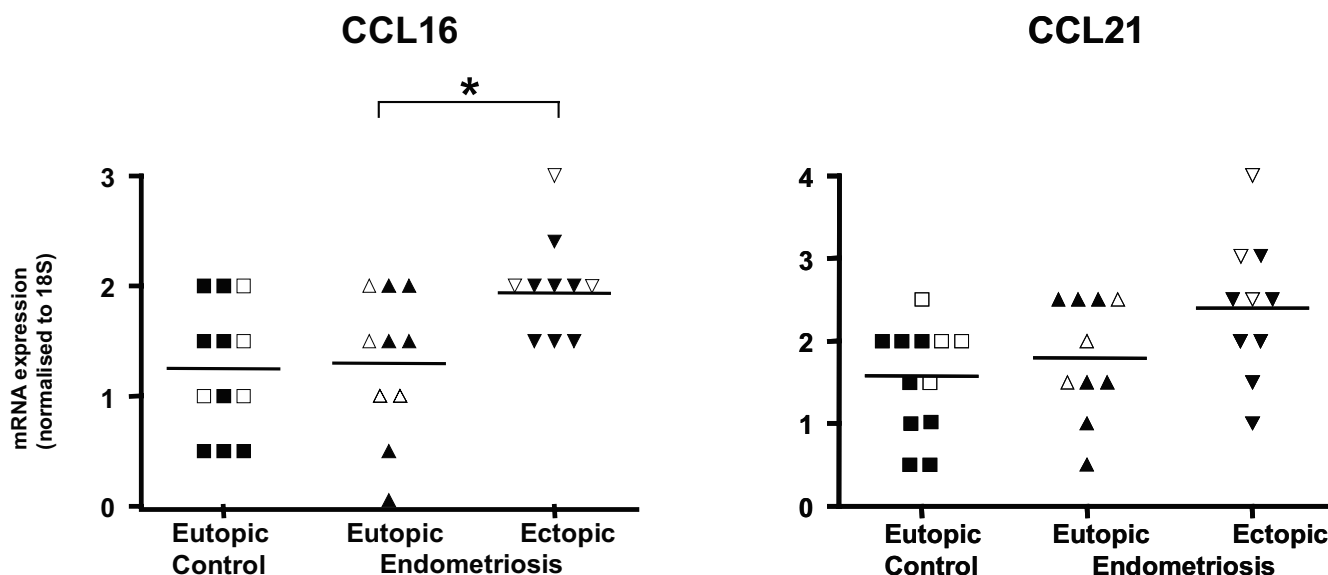 CCL16
*
3
2
1
0
mRNA expression
(normalised to 18S)
Eutopic Eutopic Ectopic
Control Endometriosis
CCL21
4
3
2
1
0
Eutopic Eutopic Ectopic
Control Endometriosis